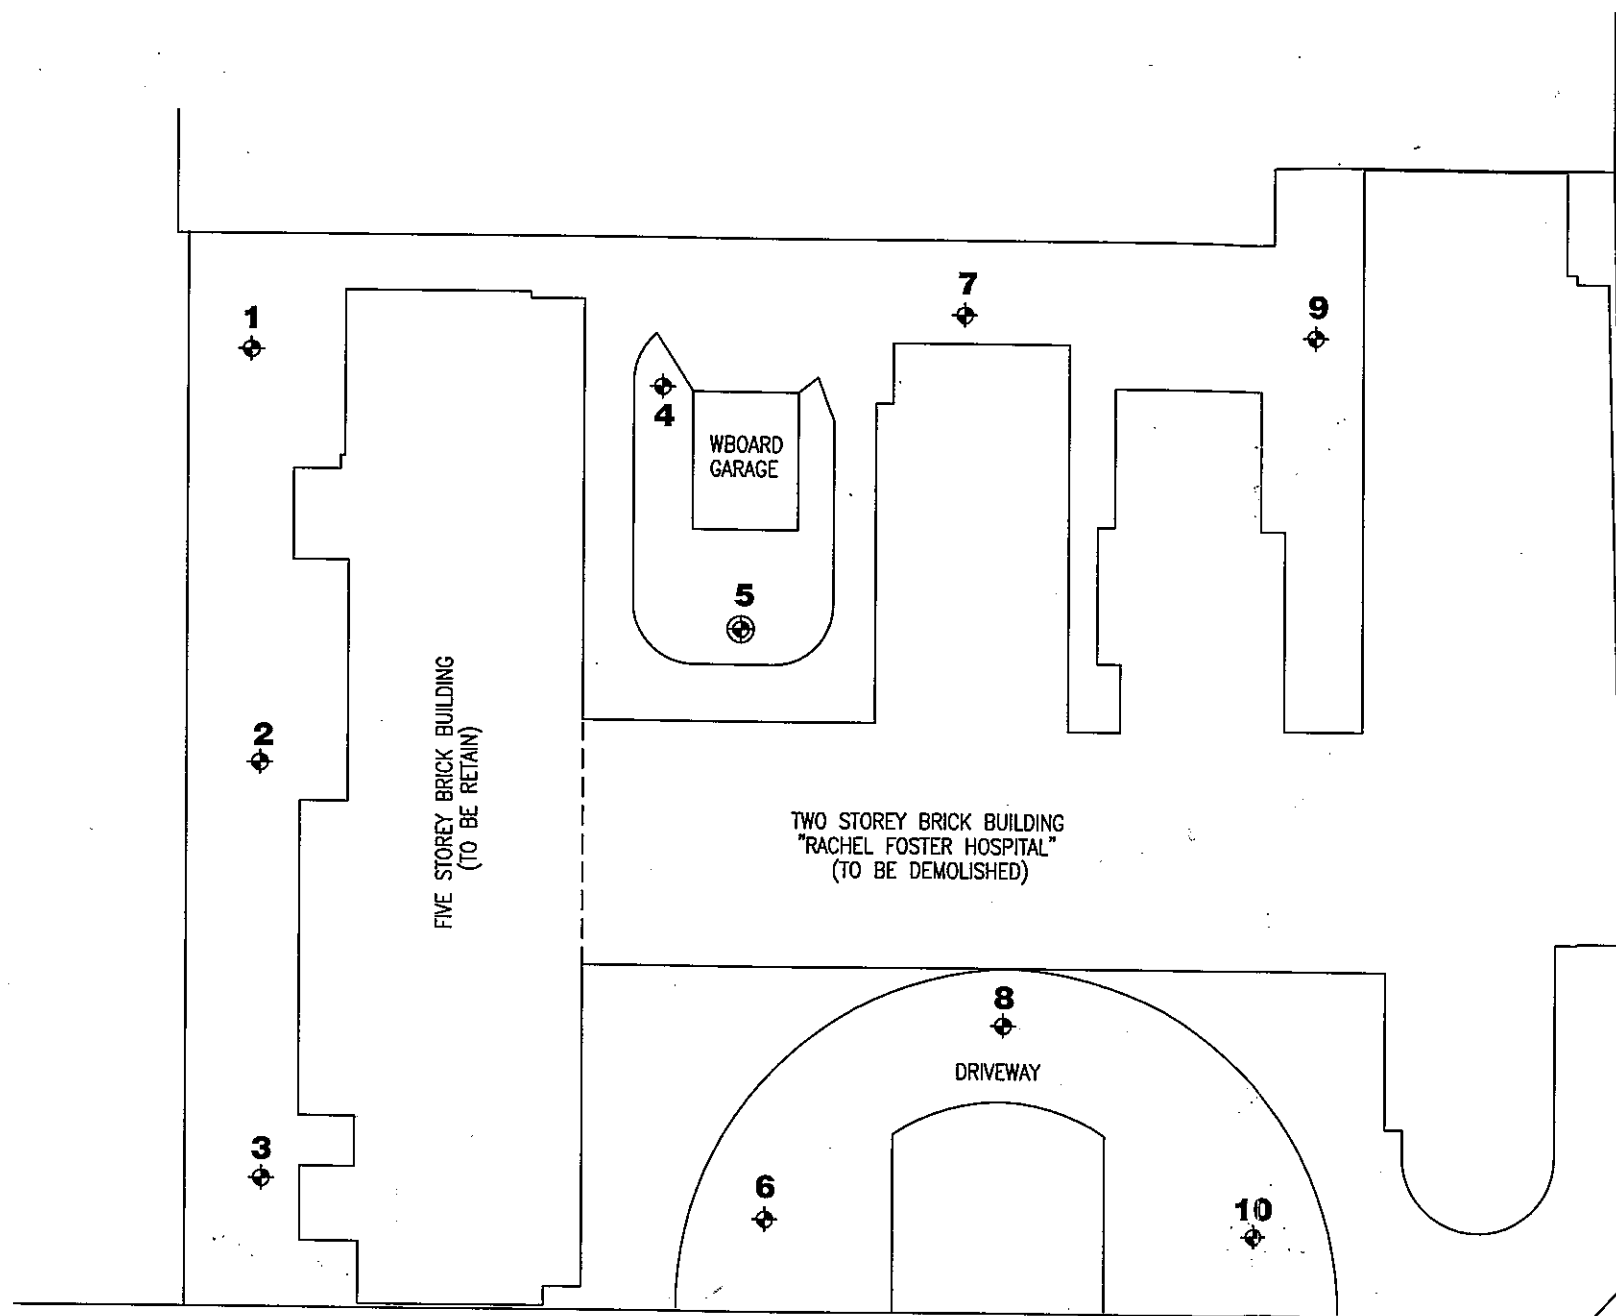 7
9
1
4
WBOARD
GARAGE
5
FIVE STOREY BRICK BUILDING
(TO BE RETAIN)
2
TWO STOREY BRICK BUILDING
"RACHEL FOSTER HOSPITAL"
(TO BE DEMOLISHED)
8
DRIVEWAY
3
6
10